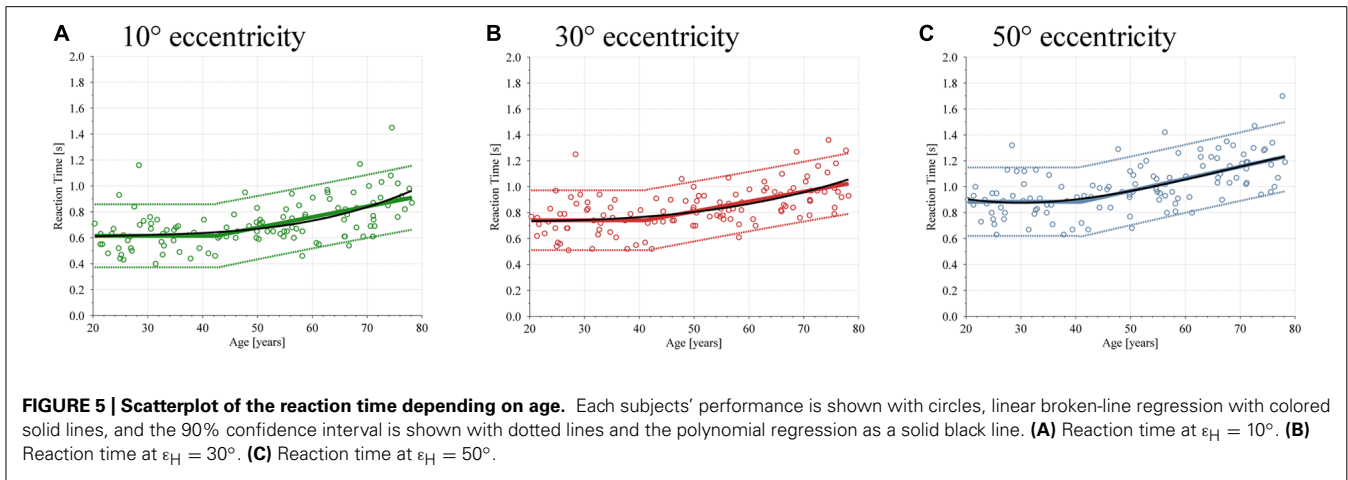 A
10° eccentricity
Reaction Time [s]
2.0
1.8
1.6
1.4
1.2
1.0
0.8
0.6
0.4
0.2
0.0
20 30 40 50 60 70 80
Age [years]
B
30° eccentricity
Reaction Time [s]
2.0
1.8
1.6
1.4
1.2
1.0
0.8
0.6
0.4
0.2
0.0
20 30 40 50 60 70 80
Age [years]
C
50° eccentricity
Reaction Time [s]
2.0
1.8
1.6
1.4
1.2
1.0
0.8
0.6
0.4
0.2
0.0
20 30 40 50 60 70 80
Age [years]
FIGURE 5 | Scatterplot of the reaction time depending on age. Each subjects' performance is shown with circles, linear broken-line regression with colored
solid lines, and the 90% confidence interval is shown with dotted lines and the polynomial regression as a solid black line. (A) Reaction time at εH = 10°. (B)
Reaction time at εH = 30°. (C) Reaction time at εH = 50°.